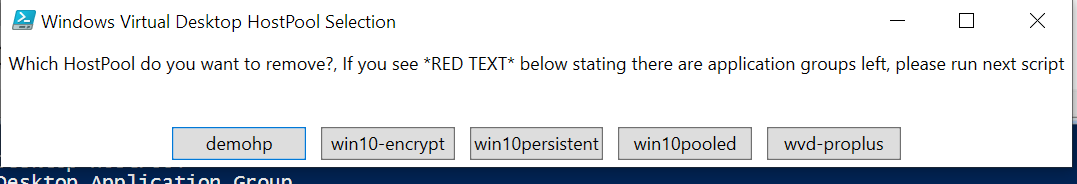 Windows Virtual Desktop HostPool Selection
Which HostPool do you want to remove?, If you see *RED TEXT* below stating there are application groups left, please run next script
demohp win10-encrypt win10persistent win10pooled wvd-proplus
Desktop Application Group